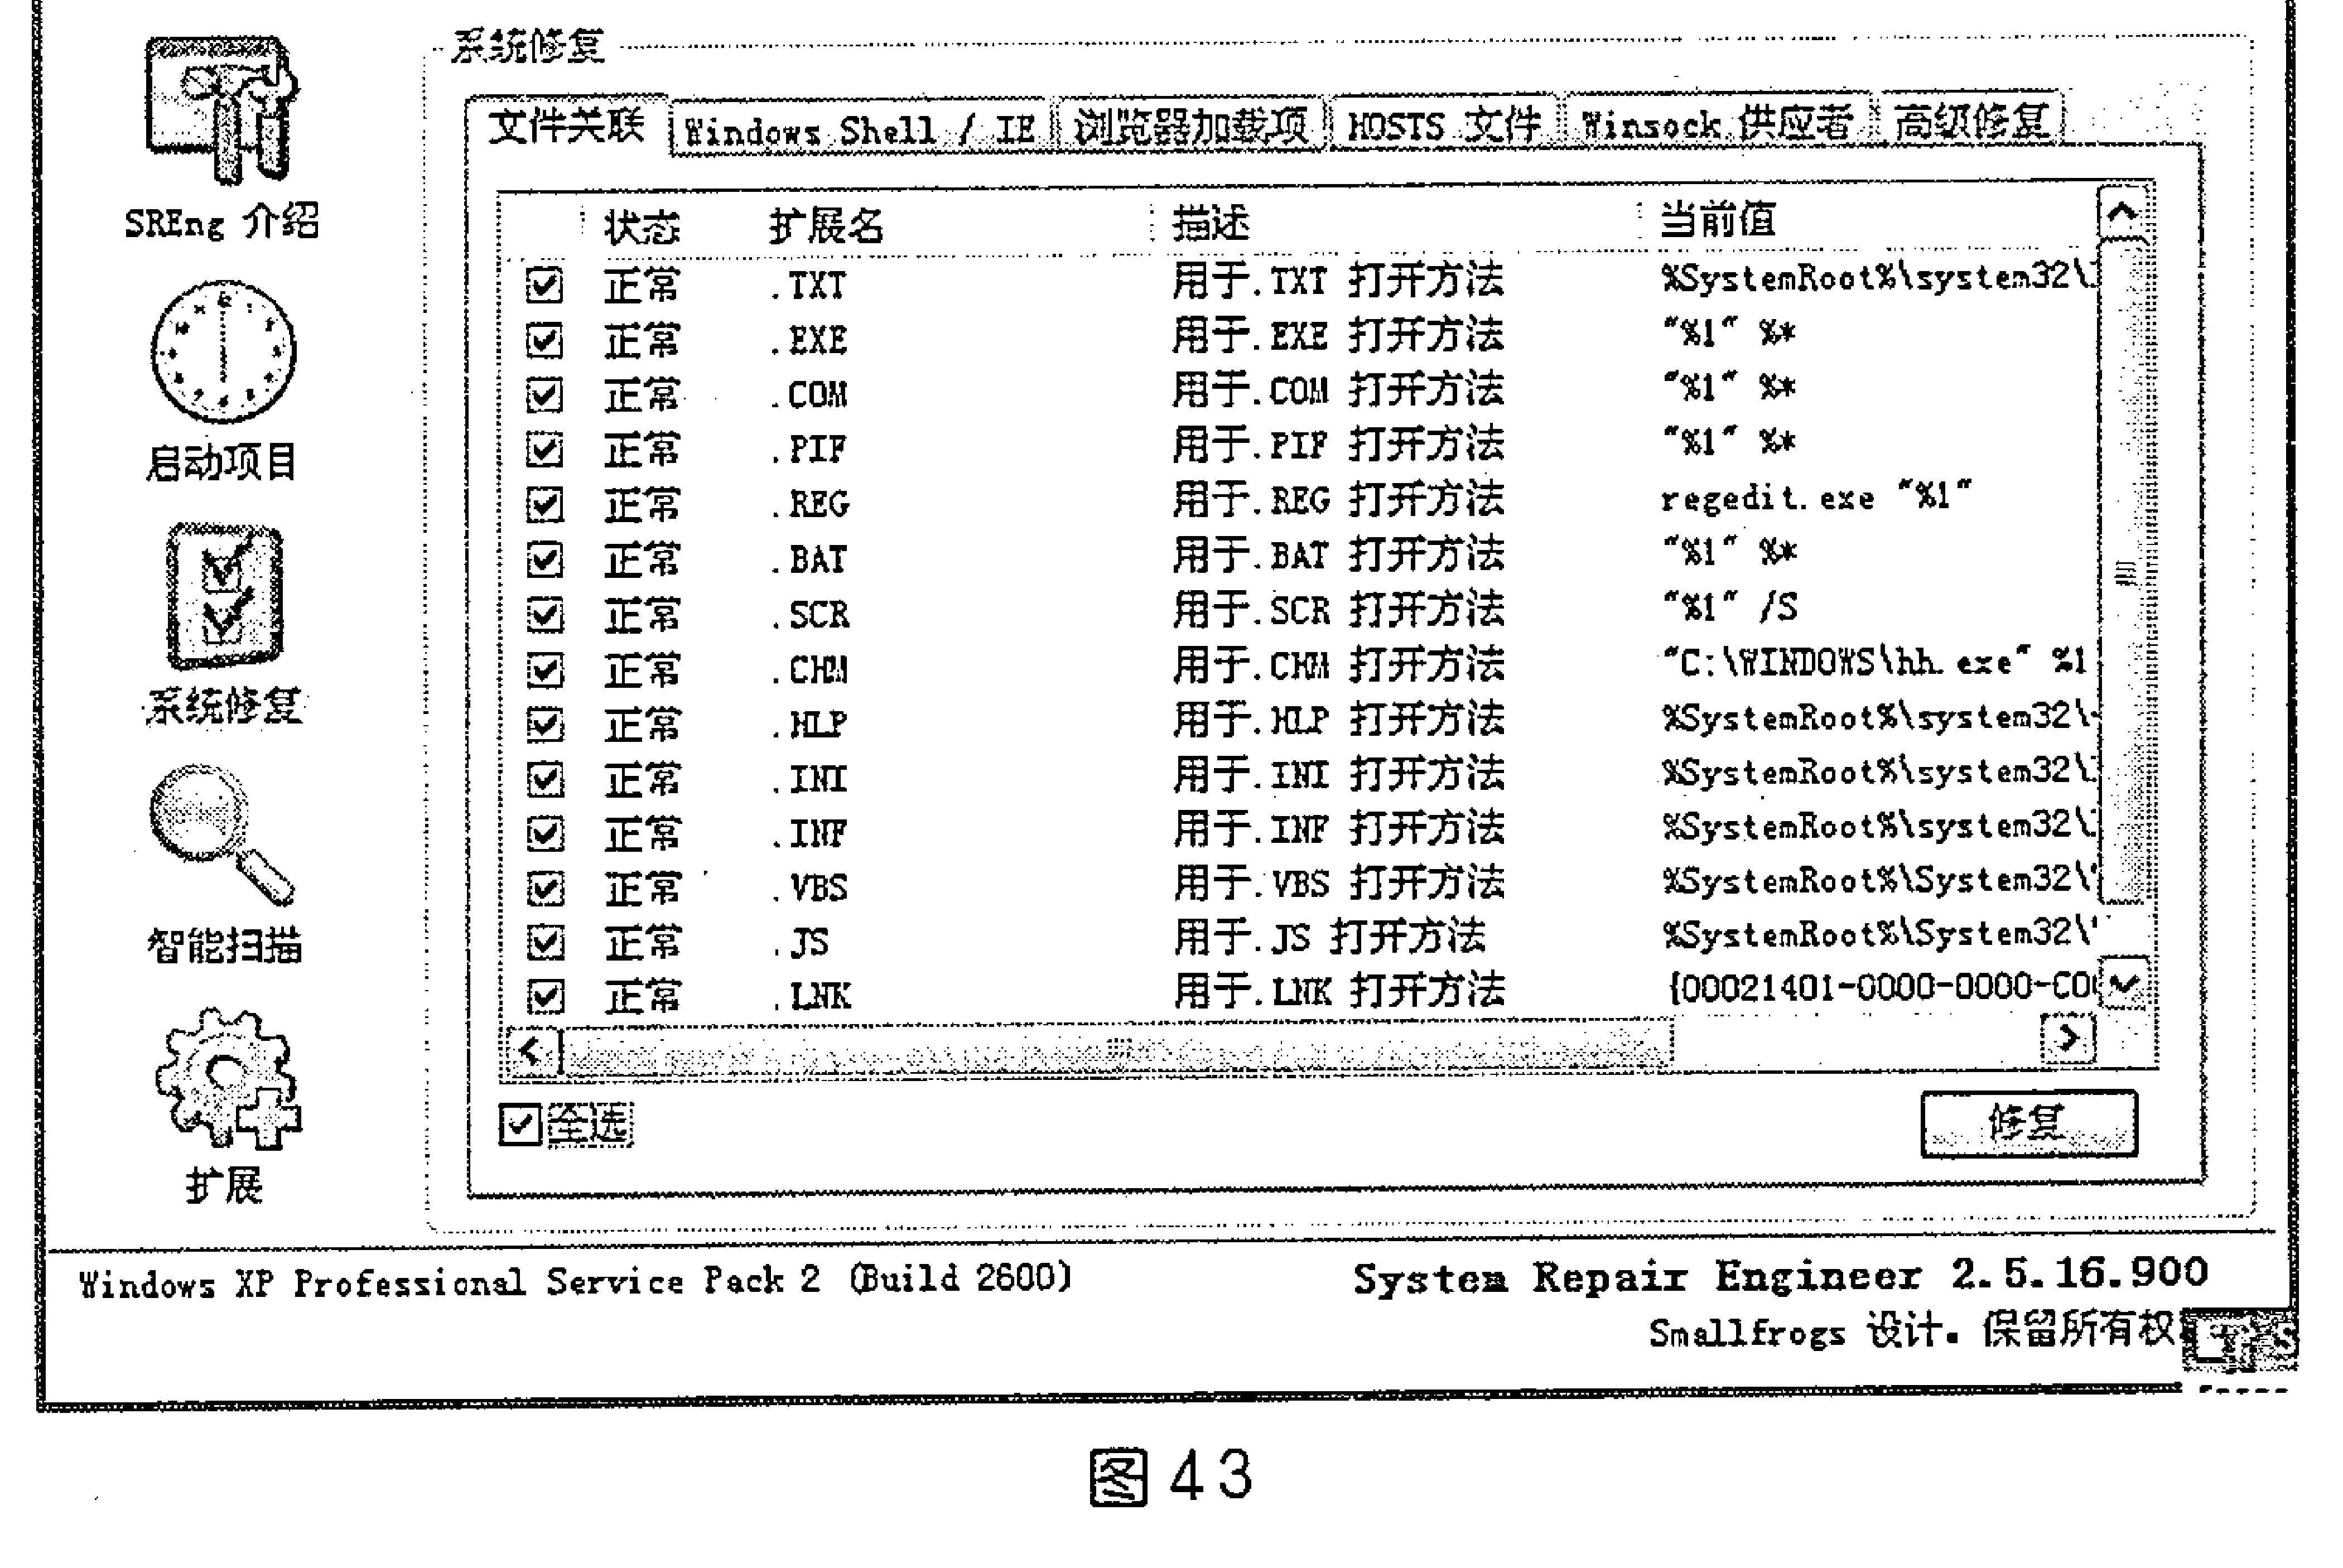 系统修复
文件关联 Windows Shell / IE 浏览器加载项 HOSTS 文件 Winsock 供应者 高级修复
状态 扩展名 描述 当前值
正常 .TXT 用于.TXT 打开方法 %SystemRoot%\system32\
正常 .EXE 用于.EXE 打开方法 "%1" %*
正常 .COM 用于.COM 打开方法 "%1" %*
正常 .PIF 用于.PIF 打开方法 "%1" %*
正常 .REG 用于.REG 打开方法 regedit.exe "%1"
正常 .BAT 用于.BAT 打开方法 "%1" %*
正常 .SCR 用于.SCR 打开方法 "%1" /S
正常 .CHM 用于.CHM 打开方法 "C:\WINDOWS\hh.exe" %1
正常 .HLP 用于.HLP 打开方法 %SystemRoot%\system32\
正常 .INI 用于.INI 打开方法 %SystemRoot%\system32\
正常 .INF 用于.INF 打开方法 %SystemRoot%\system32\
正常 .VBS 用于.VBS 打开方法 %SystemRoot%\System32\
正常 .JS 用于.JS 打开方法 %SystemRoot%\System32\
正常 .LNK 用于.LNK 打开方法 {00021401-0000-0000-C0
全选
修复
SREng 介绍
启动项目
系统修复
智能扫描
扩展
Windows XP Professional Service Pack 2 (Build 2600)
System Repair Engineer 2.5.16.900
Smallfrogs 设计。保留所有权
图43